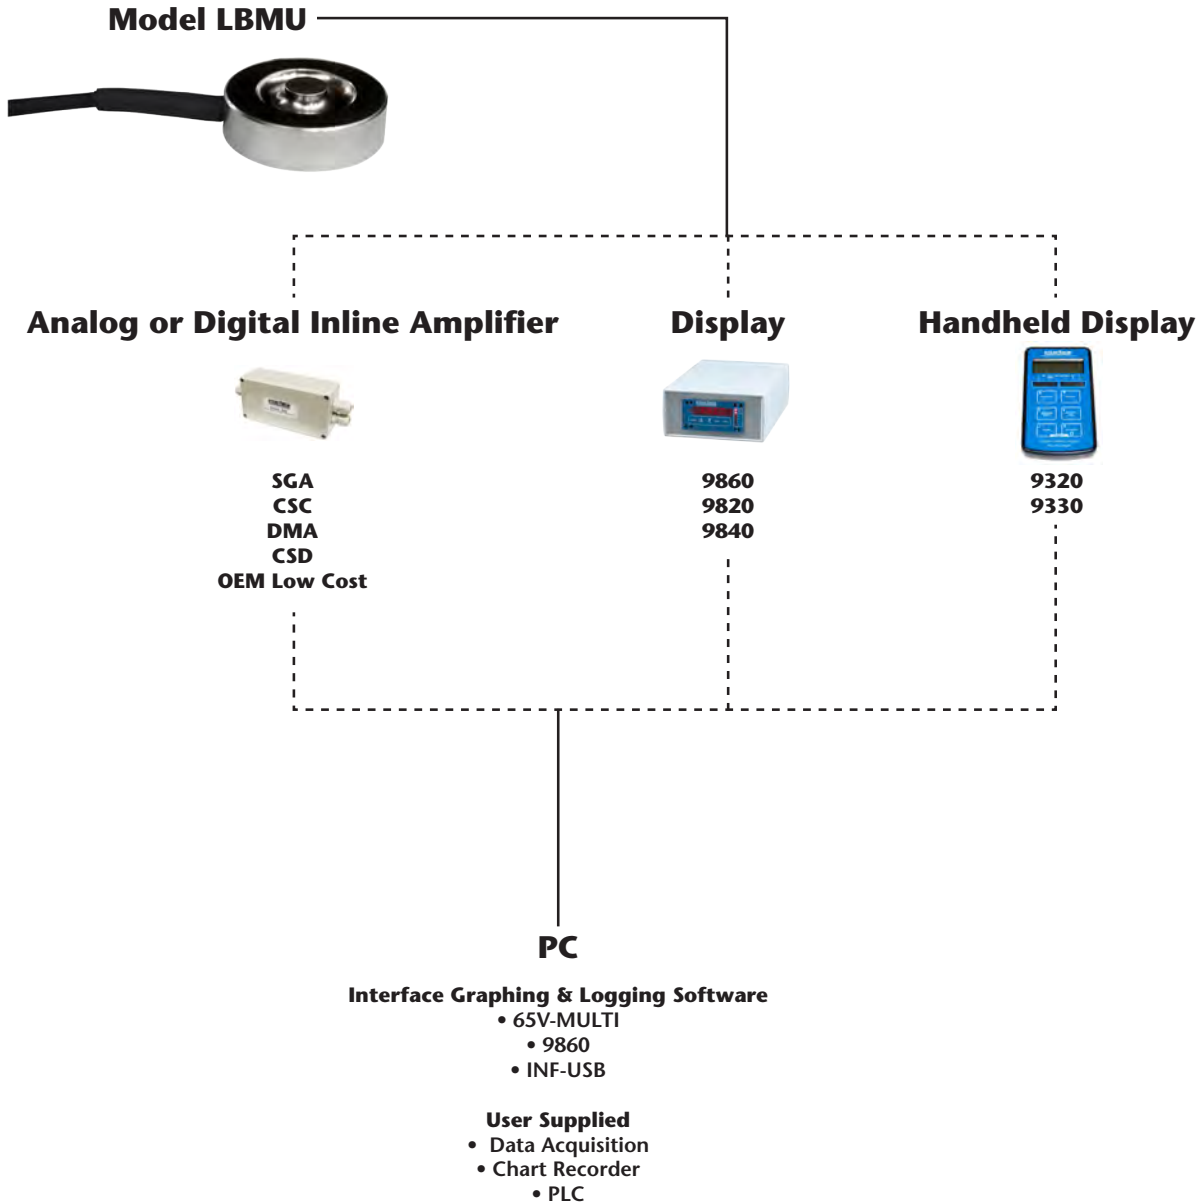 Model LBMU
Analog or Digital Inline Amplifier
Display
Handheld Display
SGA
CSC
DMA
CSD
OEM Low Cost
9860
9820
9840
9320
9330
PC
Interface Graphing & Logging Software
• 65V-MULTI
• 9860
• INF-USB
User Supplied
• Data Acquisition
• Chart Recorder
• PLC